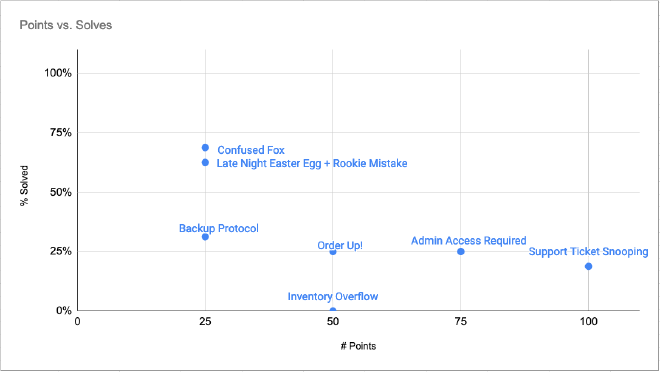 Points vs. Solves
100%
75%
50%
25%
0%
% Solved
Confused Fox
Late Night Easter Egg + Rookie Mistake
Backup Protocol
Order Up!
Admin Access Required
Support Ticket Snooping
Inventory Overflow
0
25
50
75
100
# Points